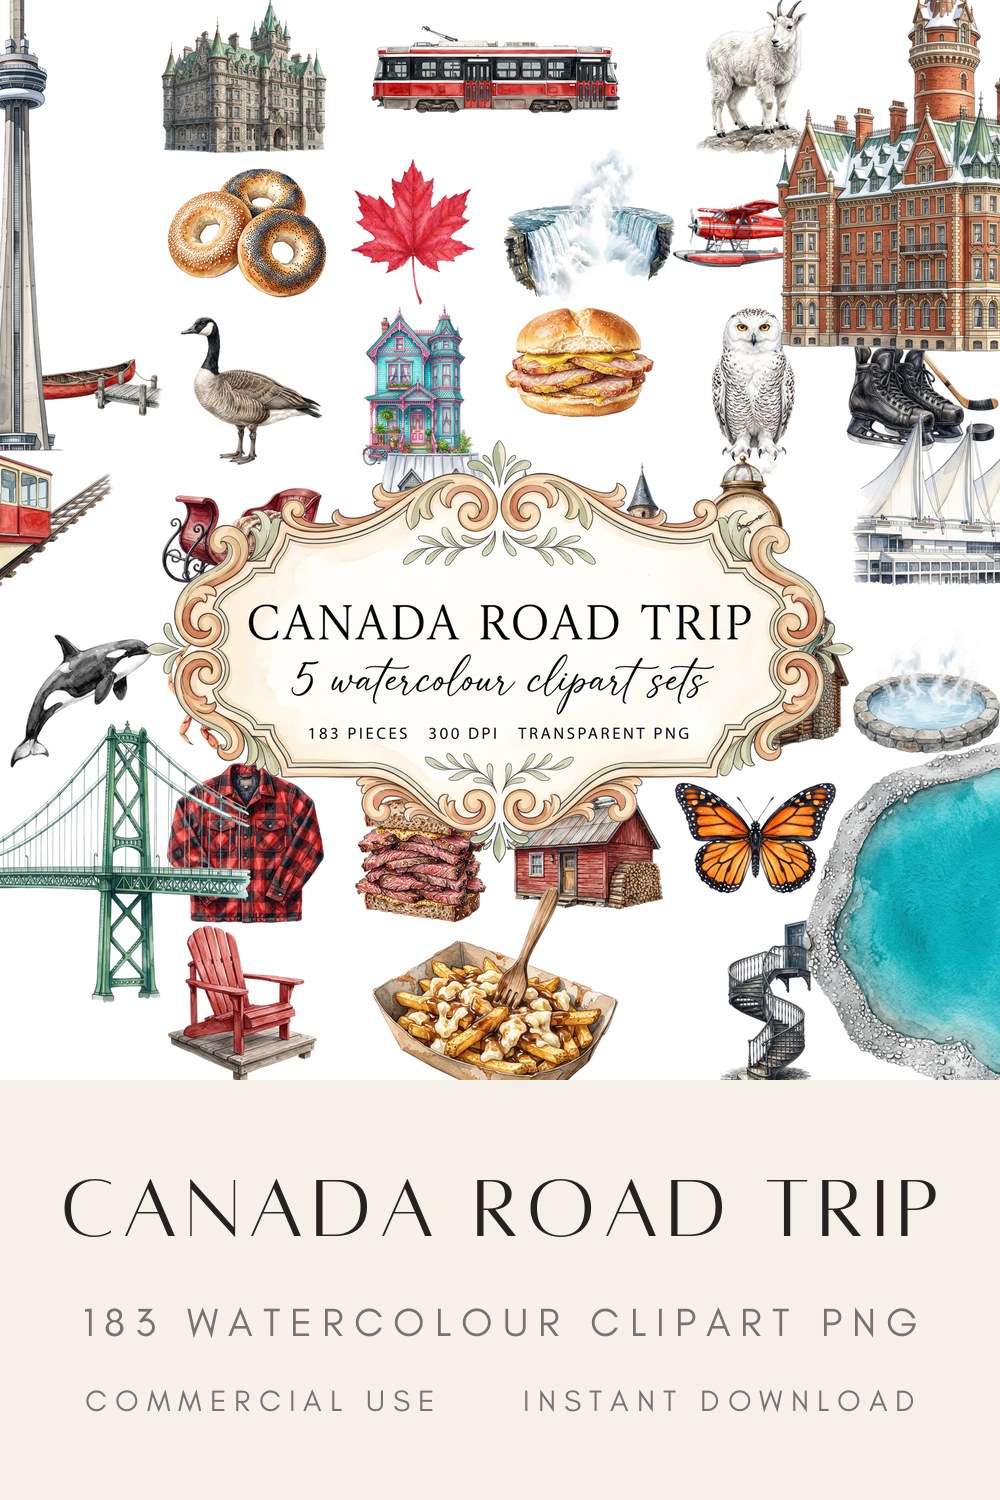 CANADA ROAD TRIP
5 watercolour clipart sets
183 PIECES 300 DPI TRANSPARENT PNG
CANADA ROAD TRIP
183 WATERCOLOUR CLIPART PNG
COMMERCIAL USE INSTANT DOWNLOAD